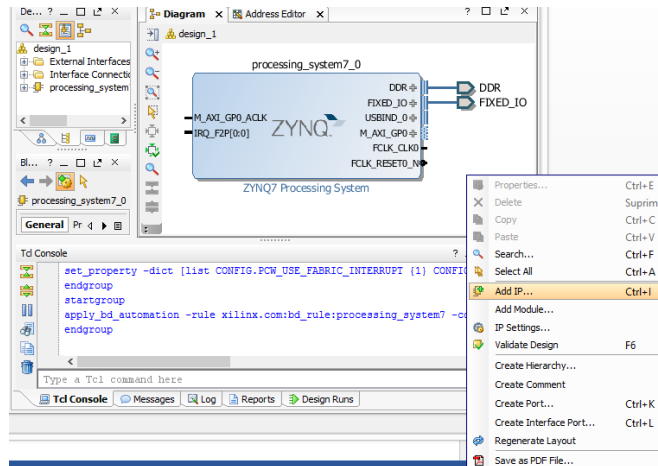 De... ?
Diagram
Address Editor
?
design_1
design_1
External Interfaces
Interface Connectio
processing_system
processing_system7_0
DDR
DDR
FIXED_IO
FIXED_IO
M_AXI_GP0_ACLK
USBIND_0
IRQ_F2P[0:0]
ZYNQ
M_AXI_GP0
FCLK_CLK0
FCLK_RESET0_N
ZYNQ7 Processing System
Bl... ?
processing_system7_0
General Pr
Tcl Console
?
set_property -dict [list CONFIG.PCW_USE_FABRIC_INTERRUPT {1} CONFIG
endgroup
startgroup
apply_bd_automation -rule xilinx.com:bd_rule:processing_system7 -co
endgroup
Type a Tcl command here
Tcl Console
Messages
Log
Reports
Design Runs
Properties... Ctrl+E
Delete Suprim
Copy Ctrl+C
Paste Ctrl+V
Search... Ctrl+F
Select All Ctrl+A
Add IP... Ctrl+I
Add Module...
IP Settings...
Validate Design F6
Create Hierarchy...
Create Comment
Create Port... Ctrl+K
Create Interface Port... Ctrl+L
Regenerate Layout
Save as PDF File...